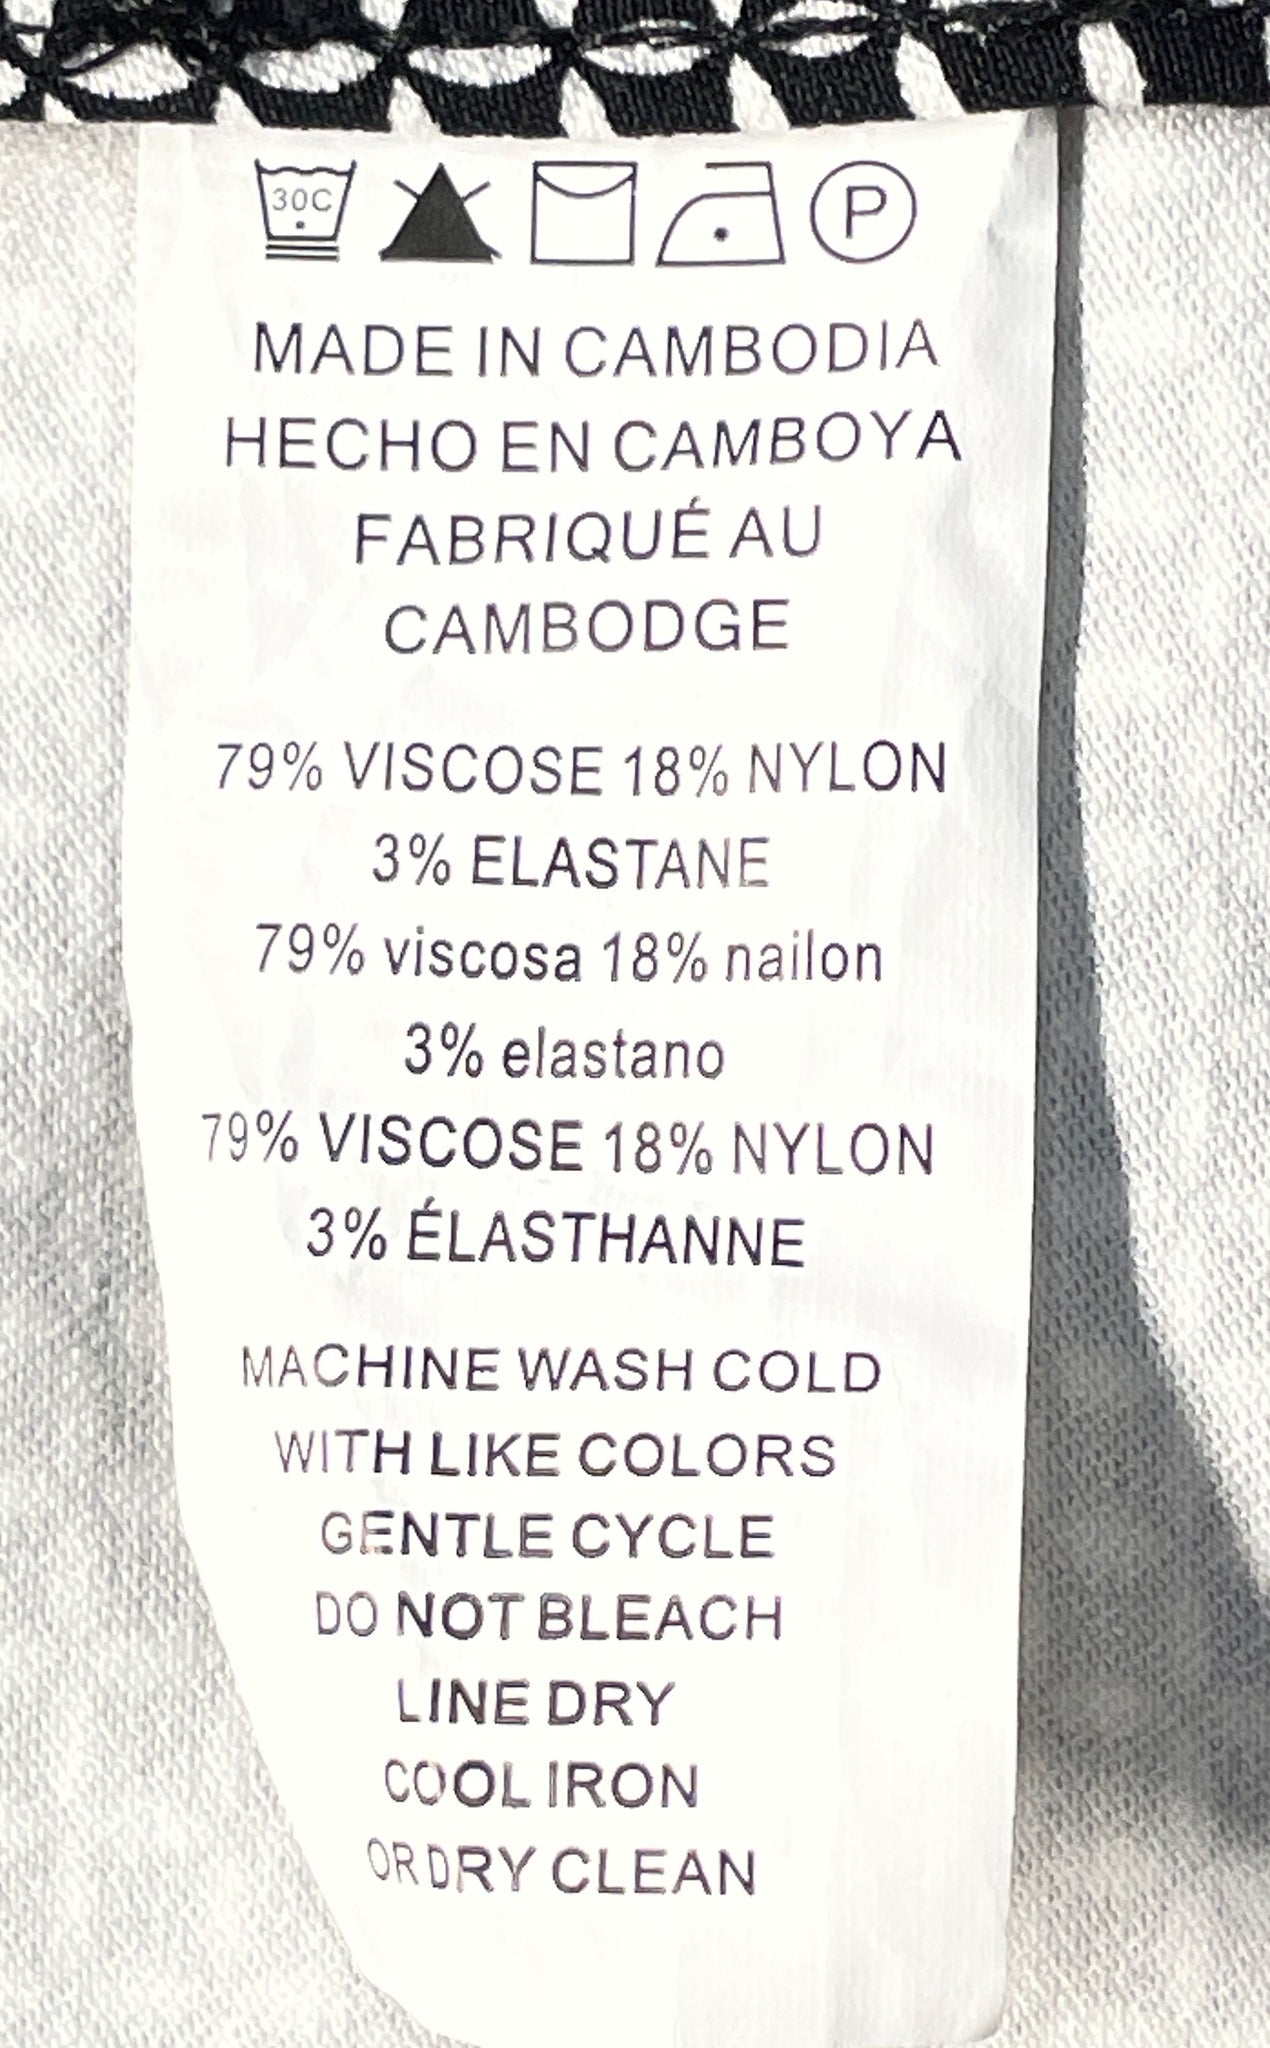 30C
P
MADE IN CAMBODIA
HECHO EN CAMBOYA
FABRIQUÉ AU
CAMBODGE
79% VISCOSE 18% NYLON
3% ELASTANE
79% viscosa 18% nailon
3% elastano
79% VISCOSE 18% NYLON
3% ÉLASTHANNE
MACHINE WASH COLD
WITH LIKE COLORS
GENTLE CYCLE
DO NOT BLEACH
LINE DRY
COOL IRON
OR DRY CLEAN